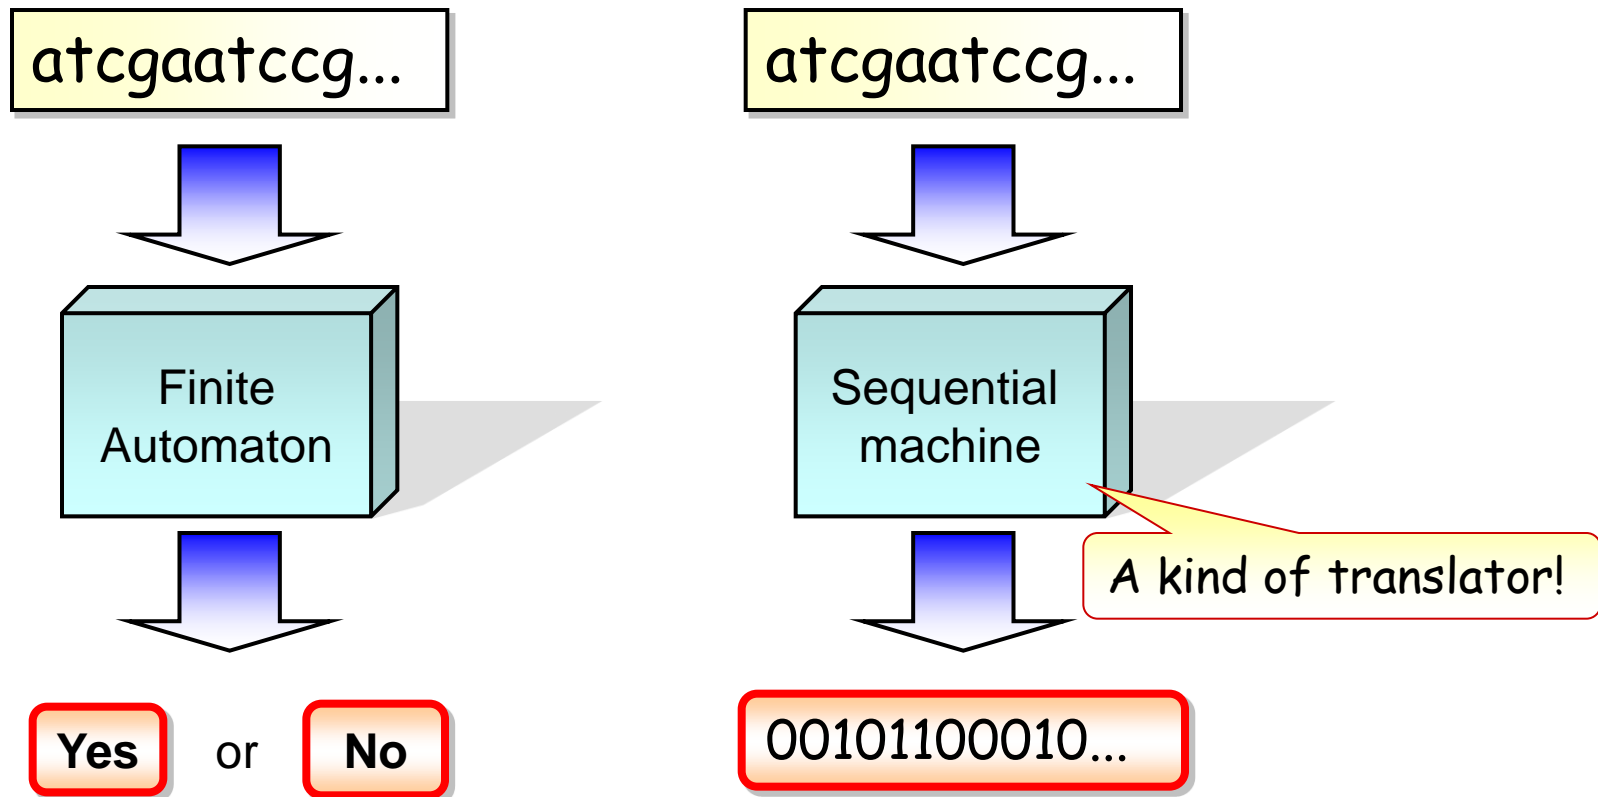 atcgaatccg...
Finite
Automaton
Yes or No
atcgaatccg...
Sequential
machine
A kind of translator!
00101100010...